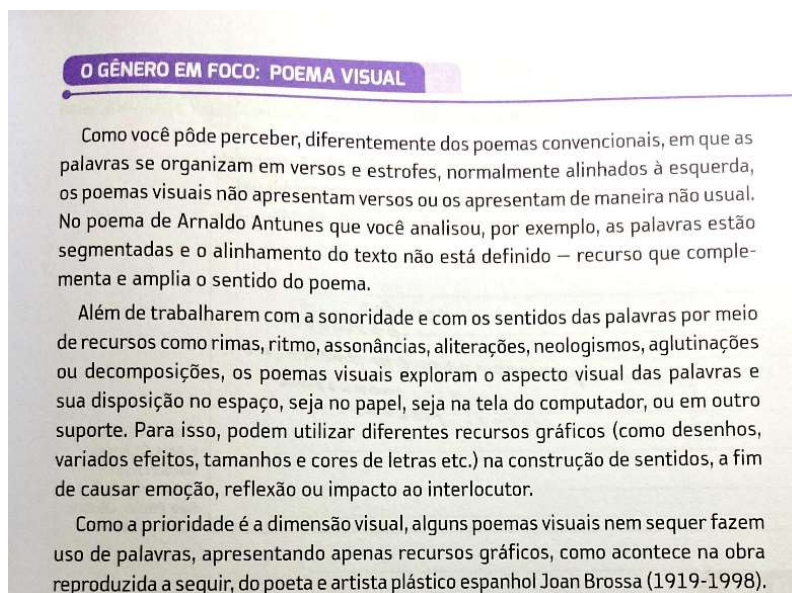 O GÊNERO EM FOCO: POEMA VISUAL
Como você pôde perceber, diferentemente dos poemas convencionais, em que as
palavras se organizam em versos e estrofes, normalmente alinhados à esquerda,
os poemas visuais não apresentam versos ou os apresentam de maneira não usual.
No poema de Arnaldo Antunes que você analisou, por exemplo, as palavras estão
segmentadas e o alinhamento do texto não está definido — recurso que comple-
menta e amplia o sentido do poema.
Além de trabalharem com a sonoridade e com os sentidos das palavras por meio
de recursos como rimas, ritmo, assonâncias, aliterações, neologismos, aglutinações
ou decomposições, os poemas visuais exploram o aspecto visual das palavras e
sua disposição no espaço, seja no papel, seja na tela do computador, ou em outro
suporte. Para isso, podem utilizar diferentes recursos gráficos (como desenhos,
variados efeitos, tamanhos e cores de letras etc.) na construção de sentidos, a fim
de causar emoção, reflexão ou impacto ao interlocutor.
Como a prioridade é a dimensão visual, alguns poemas visuais nem sequer fazem
uso de palavras, apresentando apenas recursos gráficos, como acontece na obra
reproduzida a seguir, do poeta e artista plástico espanhol Joan Brossa (1919-1998).